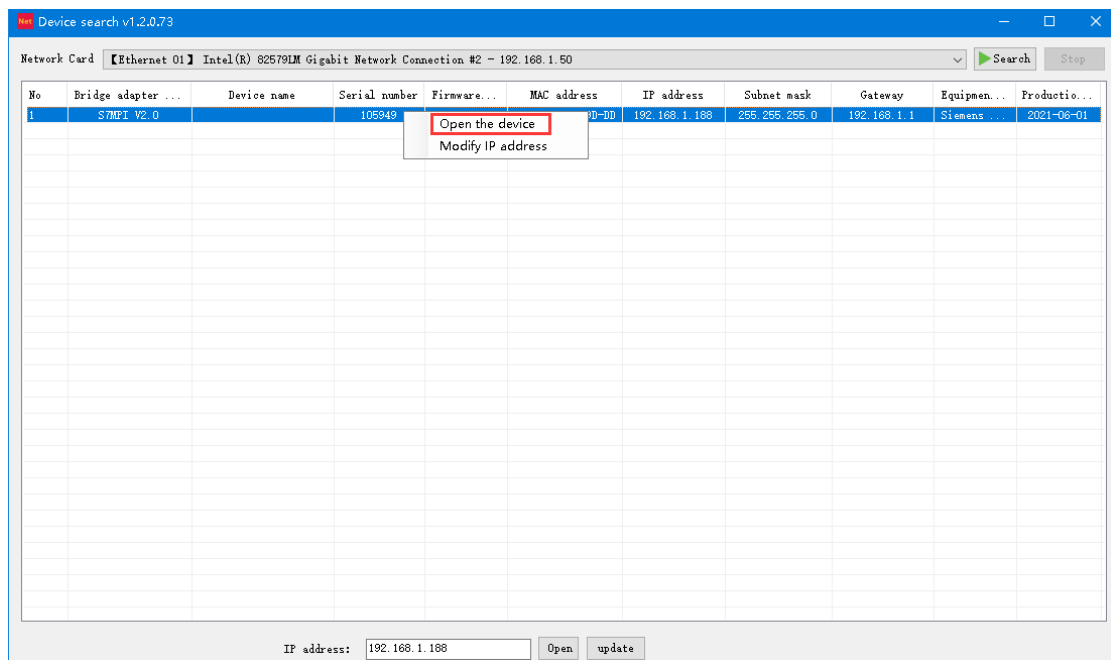 Net Device search v1.2.0.73
Network Card 【Ethernet 01】 Intel(R) 82579LM Gigabit Network Connection #2 - 192.168.1.50 Search Stop
No Bridge adapter ... Device name Serial number Firmware... MAC address IP address Subnet mask Gateway Equipmen... Productio...
1 S7MPI V2.0 105949 9D-DD 192.168.1.188 255.255.255.0 192.168.1.1 Siemens ... 2021-06-01
Open the device
Modify IP address
IP address: 192.168.1.188 Open update